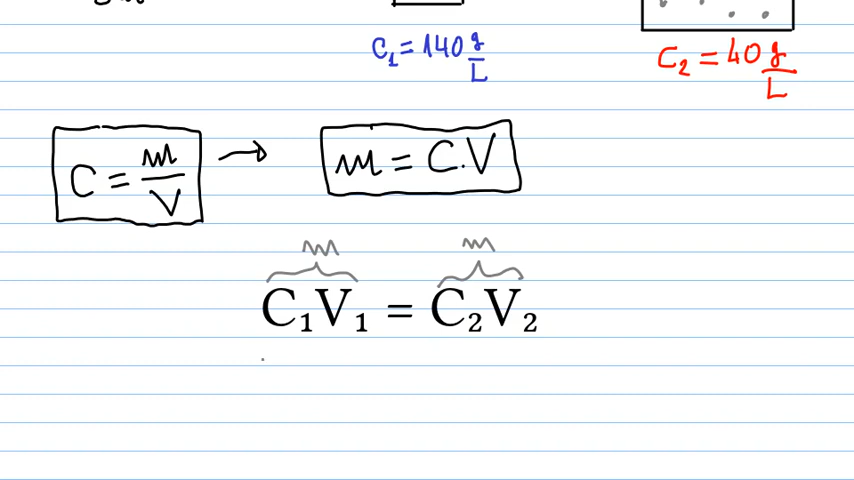 C₁ = 140 g/L
C₂ = 40 g/L
C = m/V → m = C.V
m m
C₁V₁ = C₂V₂